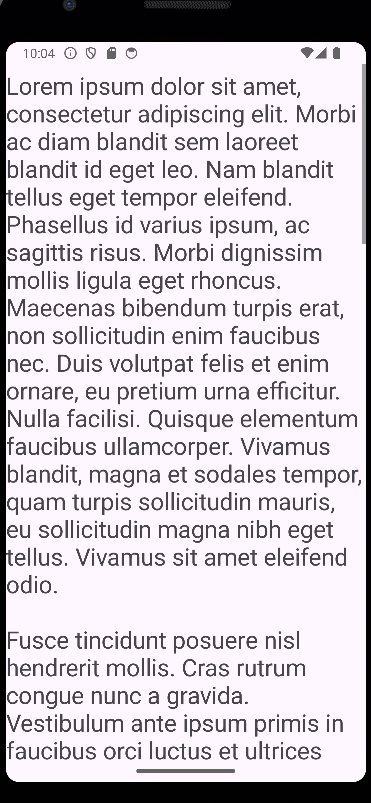 10:04
Lorem ipsum dolor sit amet,
consectetur adipiscing elit. Morbi
ac diam blandit sem laoreet
blandit id eget leo. Nam blandit
tellus eget tempor eleifend.
Phasellus id varius ipsum, ac
sagittis risus. Morbi dignissim
mollis ligula eget rhoncus.
Maecenas bibendum turpis erat,
non sollicitudin enim faucibus
nec. Duis volutpat felis et enim
ornare, eu pretium urna efficitur.
Nulla facilisi. Quisque elementum
faucibus ullamcorper. Vivamus
blandit, magna et sodales tempor,
quam turpis sollicitudin mauris,
eu sollicitudin magna nibh eget
tellus. Vivamus sit amet eleifend
odio.
Fusce tincidunt posuere nisl
hendrerit mollis. Cras rutrum
congue nunc a gravida.
Vestibulum ante ipsum primis in
faucibus orci luctus et ultrices